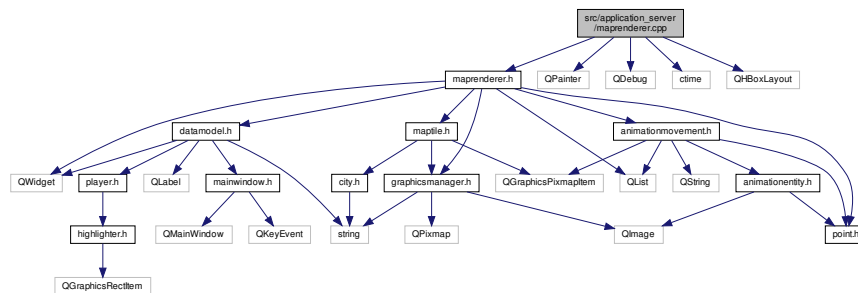 src/application_server
/maprenderer.cpp
maprenderer.h
QPainter
QDebug
ctime
QHBoxLayout
datamodel.h
maptile.h
animationmovement.h
QWidget
player.h
QLabel
mainwindow.h
city.h
graphicsmanager.h
QGraphicsPixmapItem
QList
QString
animationentity.h
highlighter.h
QMainWindow
QKeyEvent
string
QPixmap
QImage
point.h
QGraphicsRectItem